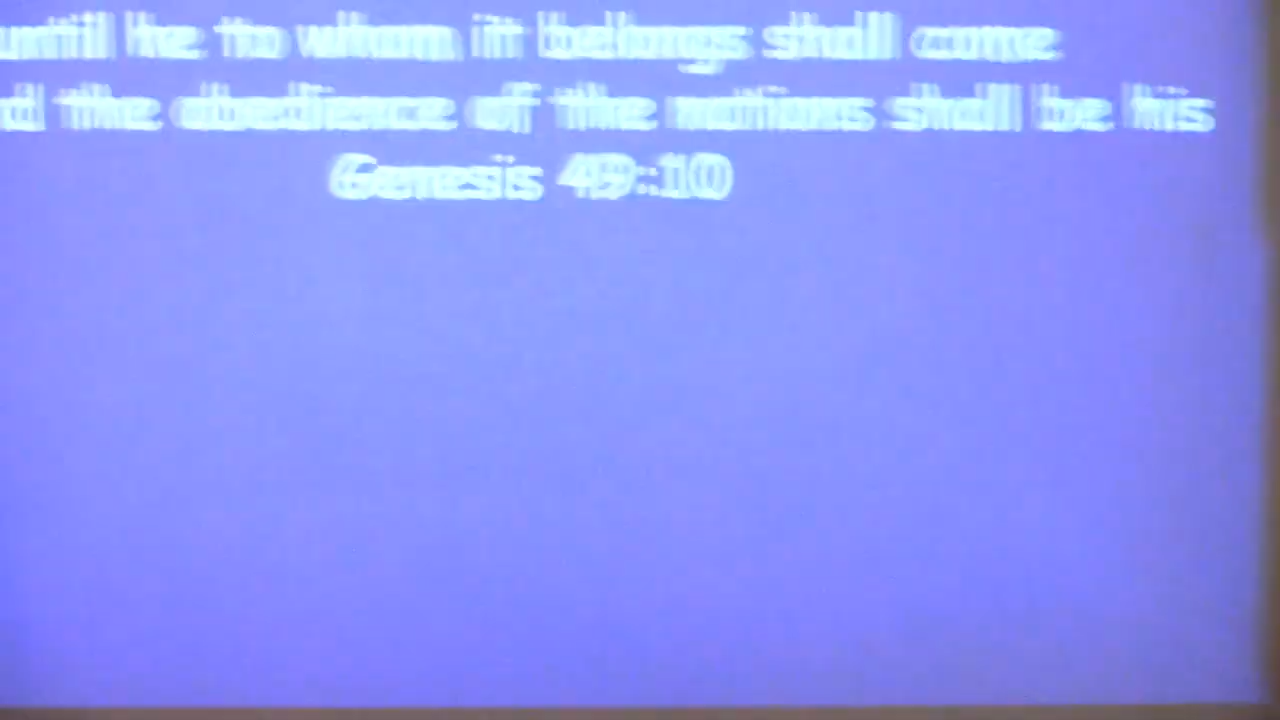 until he to whom it belongs shall come
d the obedience of the nations shall be his
Genesis 49:10